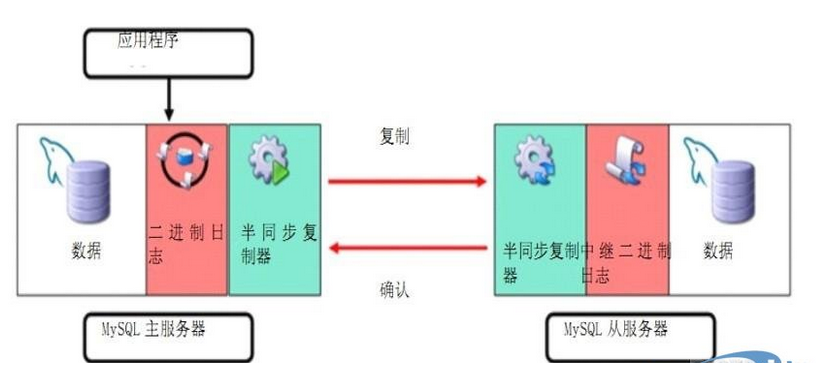 应用程序
复制
数据
二进制日
志
半同步复
制器
半同步复制
器
中继二进制
日志
数据
确认
MySQL 主服务器
MySQL 从服务器